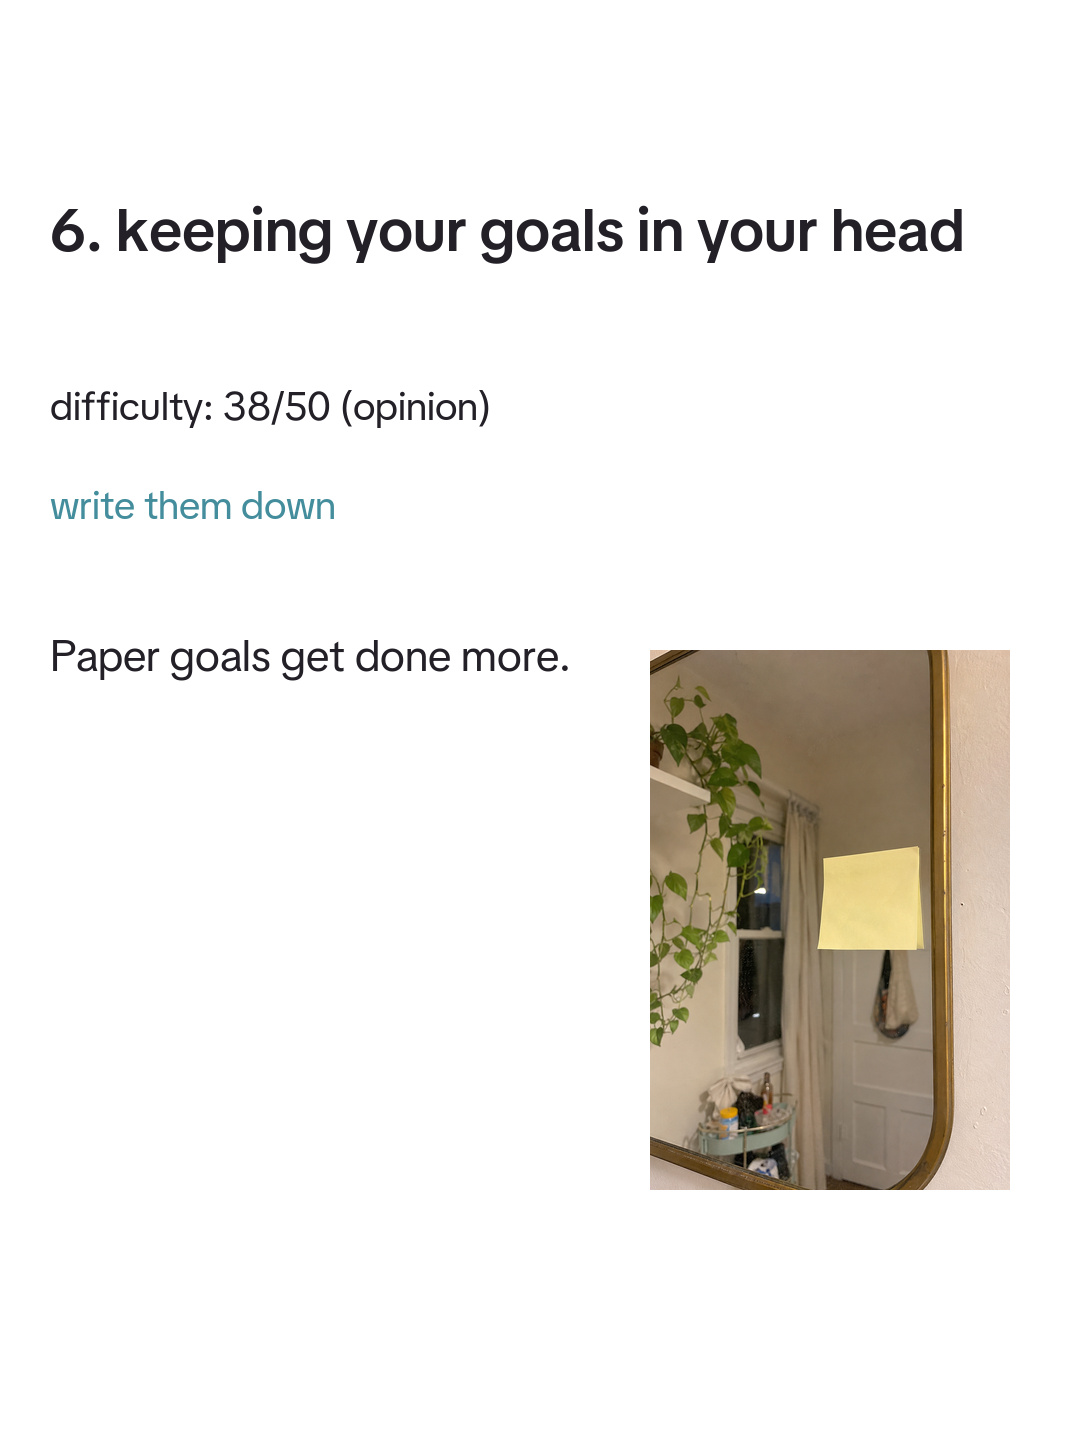 6. keeping your goals in your head
difficulty: 38/50 (opinion)
write them down
Paper goals get done more.